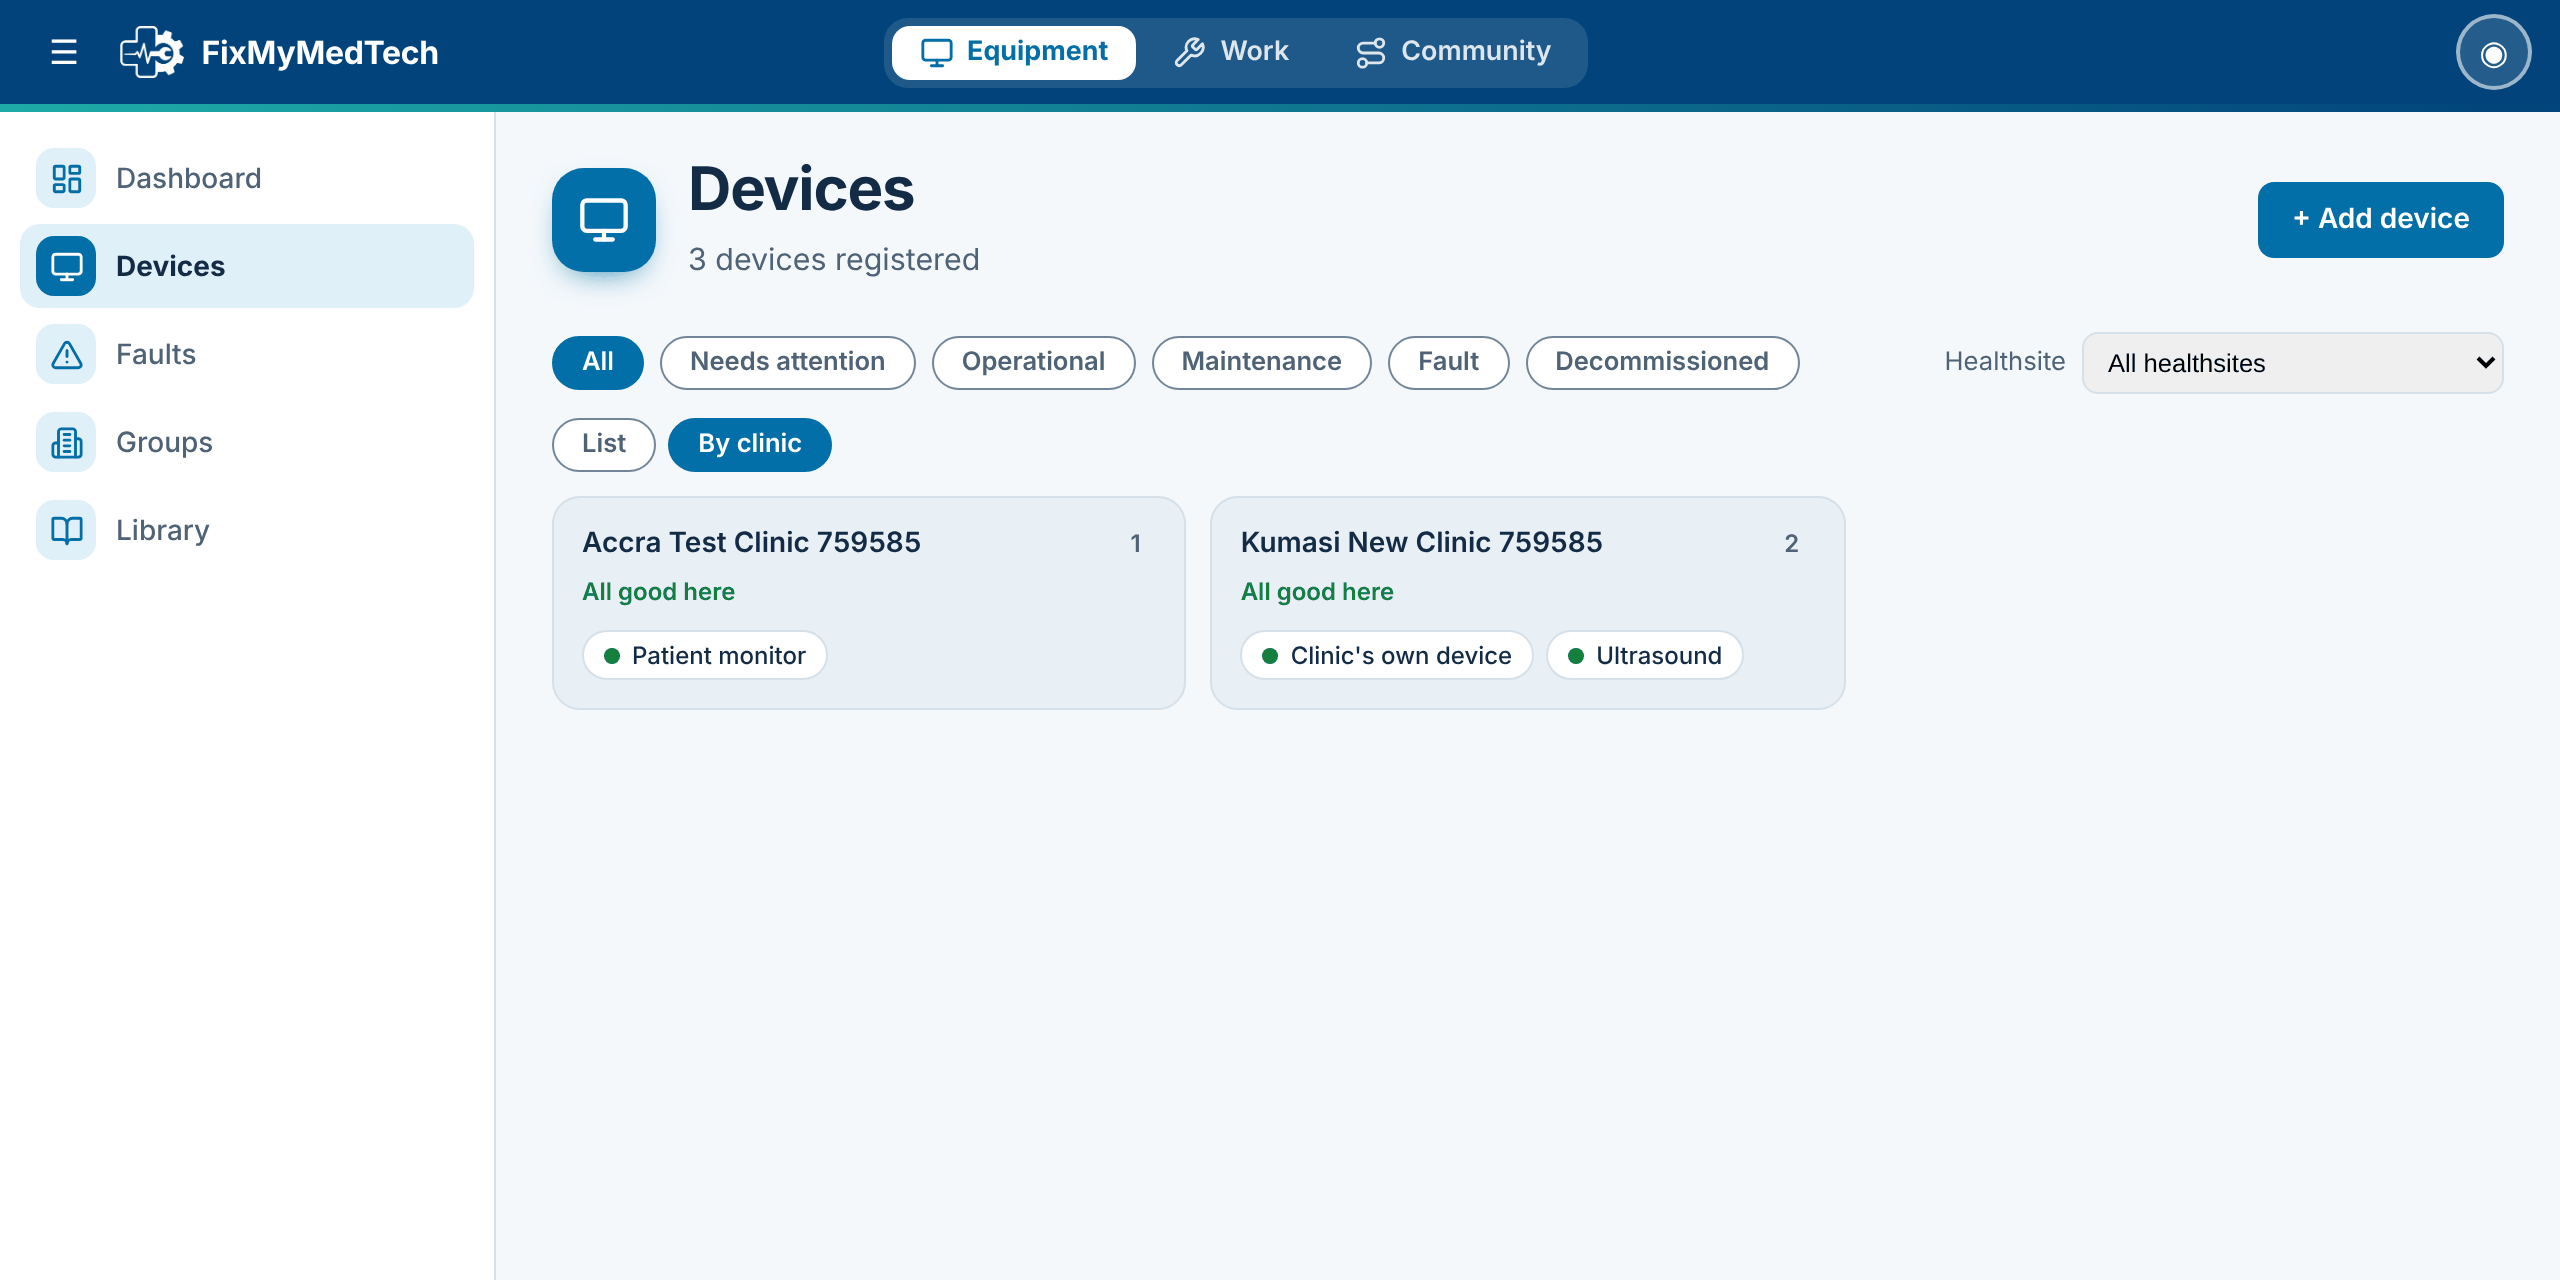 FixMyMedTech
Equipment
Work
Community
Dashboard
Devices
Faults
Groups
Library
Devices
3 devices registered
+ Add device
All
Needs attention
Operational
Maintenance
Fault
Decommissioned
Healthsite
All healthsites
List
By clinic
Accra Test Clinic 759585
1
All good here
Patient monitor
Kumasi New Clinic 759585
2
All good here
Clinic's own device
Ultrasound